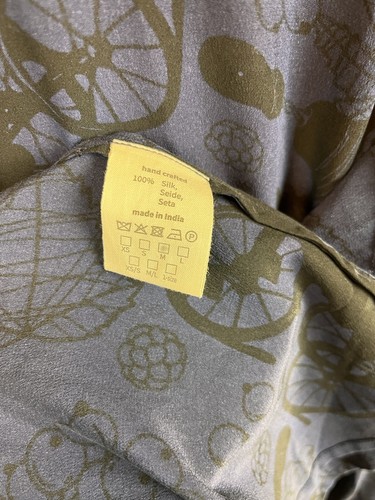 hand crafted
100% Silk,
Seide,
Seta
made in India
P
XS S M L
XS/S M/L